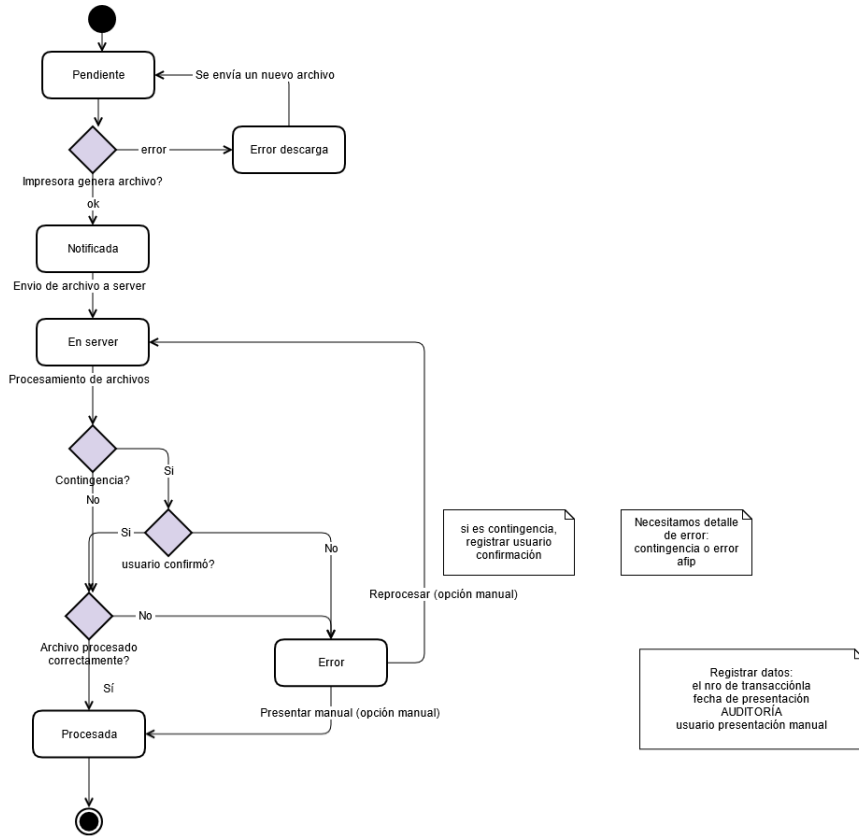 Pendiente
Se envía un nuevo archivo
error
Error descarga
Impresora genera archivo?
ok
Notificada
Envio de archivo a server
En server
Procesamiento de archivos
Contingencia?
Si
No
Si
usuario confirmó?
No
si es contingencia,
registrar usuario
confirmación
Necesitamos detalle
de error:
contingencia o error
afip
Reprocesar (opción manual)
No
Archivo procesado
correctamente?
Error
Sí
Presentar manual (opción manual)
Procesada
Registrar datos:
el nro de transacciónla
fecha de presentación
AUDITORÍA
usuario presentación manual